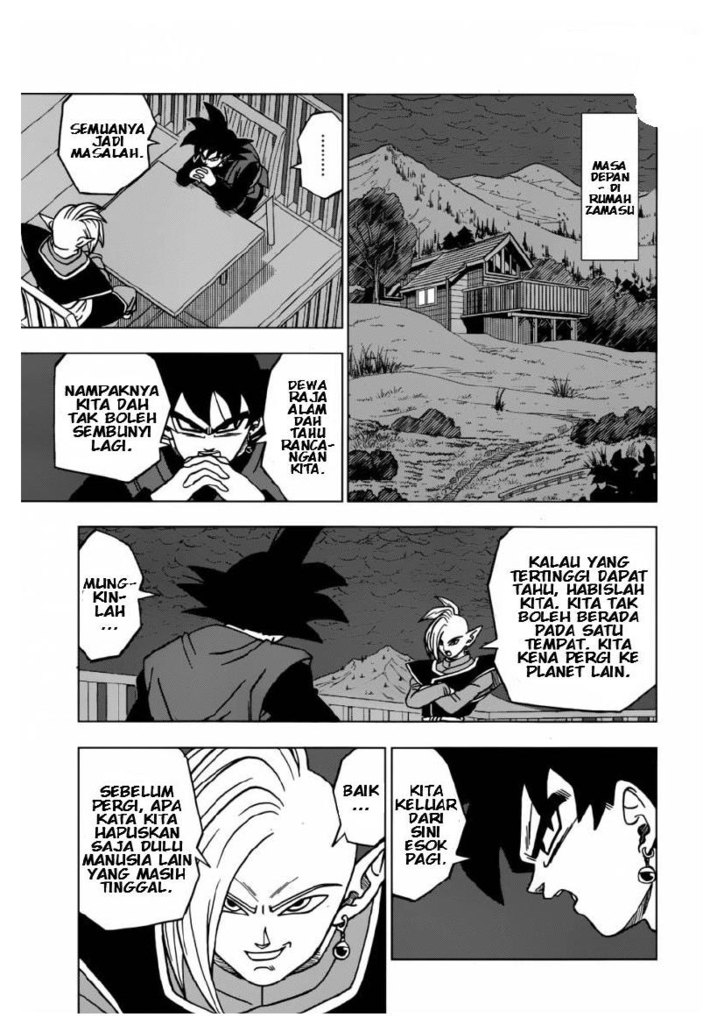 MASA
DEPAN
- DI
RUMAH
ZAMASU
.........
SEMUANYA
JADI
MASALAH.
DEWA
RAJA
ALAM
DAH
TAHU
RANCA-
NGAN
KITA.
NAMPAKNYA
KITA DAH
TAK BOLEH
SEMBUNYI
LAGI.
KALAU YANG
TERTINGGI DAPAT
TAHU, HABISLAH
KITA. KITA TAK
BOLEH BERADA
PADA SATU
TEMPAT. KITA
KENA PERGI KE
PLANET LAIN.
MUNG-
KIN-
LAH
...
KITA
KELUAR
DARI
SINI
ESOK
PAGI.
BAIK
...
SEBELUM
PERGI, APA
KATA KITA
HAPUSKAN
SAJA DULU
MANUSIA LAIN
YANG MASIH
TINGGAL.